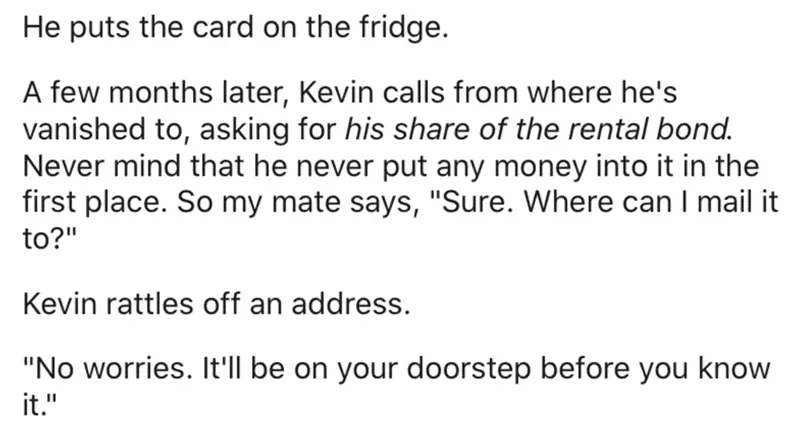 He puts the card on the fridge.
A few months later, Kevin calls from where he's
vanished to, asking for his share of the rental bond.
Never mind that he never put any money into it in the
first place. So my mate says, "Sure. Where can I mail it
to?"
Kevin rattles off an address.
"No worries. It'll be on your doorstep before you know
it."